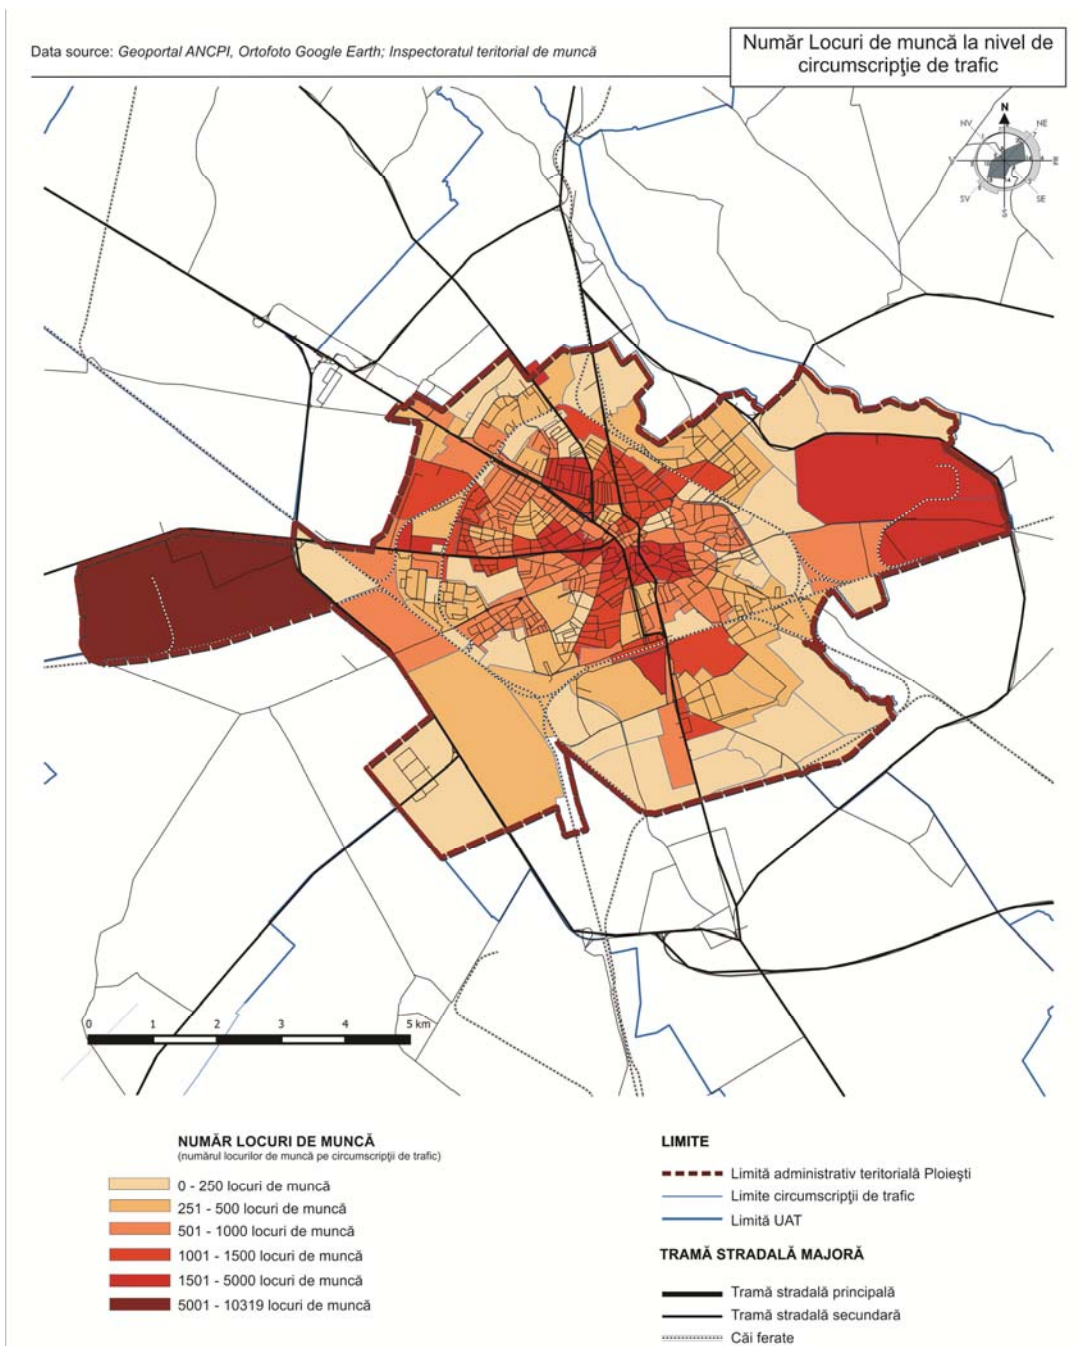 Data source: Geoportal ANCPI, Ortofoto Google Earth; Inspectoratul teritorial de muncă
Număr Locuri de muncă la nivel de
circumscripţie de trafic
N
NV
NE
V
E
SV
SE
S
0 1 2 3 4 5 km
NUMĂR LOCURI DE MUNCĂ
(numărul locurilor de muncă pe circumscripţii de trafic)
0 - 250 locuri de muncă
251 - 500 locuri de muncă
501 - 1000 locuri de muncă
1001 - 1500 locuri de muncă
1501 - 5000 locuri de muncă
5001 - 10319 locuri de muncă
LIMITE
Limită administrativ teritorială Ploieşti
Limite circumscripţii de trafic
Limită UAT
TRAMĂ STRADALĂ MAJORĂ
Tramă stradală principală
Tramă stradală secundară
Căi ferate